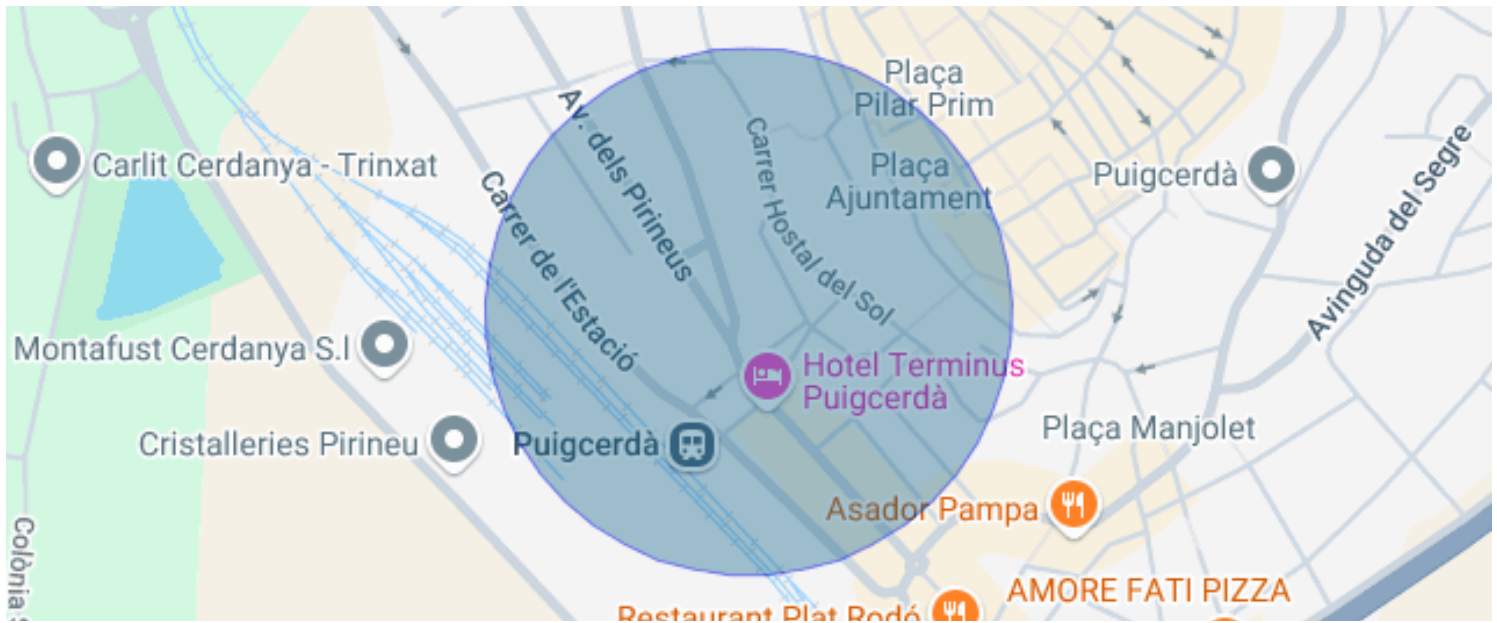 Plaça
Pilar Prim
Av. dels Pirineus
Carrer Hostal del Sol
Carlit Cerdanya - Trinxat
Plaça
Ajuntament
Puigcerdà
Avinguda del Segre
Carrer de l'Estació
Montafust Cerdanya S.l
Hotel Terminus
Puigcerdà
Cristalleries Pirineu
Puigcerdà
Plaça Manjolet
Asador Pampa
Colònia
AMORE FATI PIZZA
Restaurant Plat Rodó